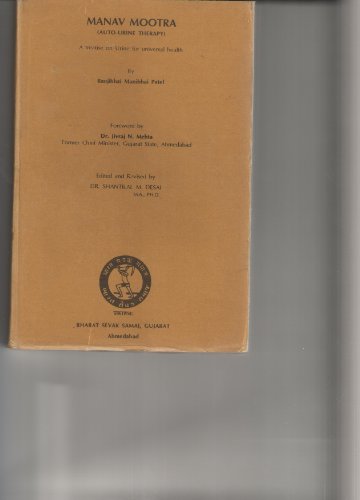 MANAV MOOTRA
(AUTO-URINE THERAPY)
A treatise on Urine for universal health
By
Raojibhai Manibhai Patel
Foreword by
Dr. Jivraj N. Mehta
Former Chief Minister, Gujarat State, Ahmedabad
Edited and Revised by
DR. SHANTILAL M. DESAI
M.A., PH.D.
BHARAT SEVAK SAMAJ, GUJARAT
Ahmedabad